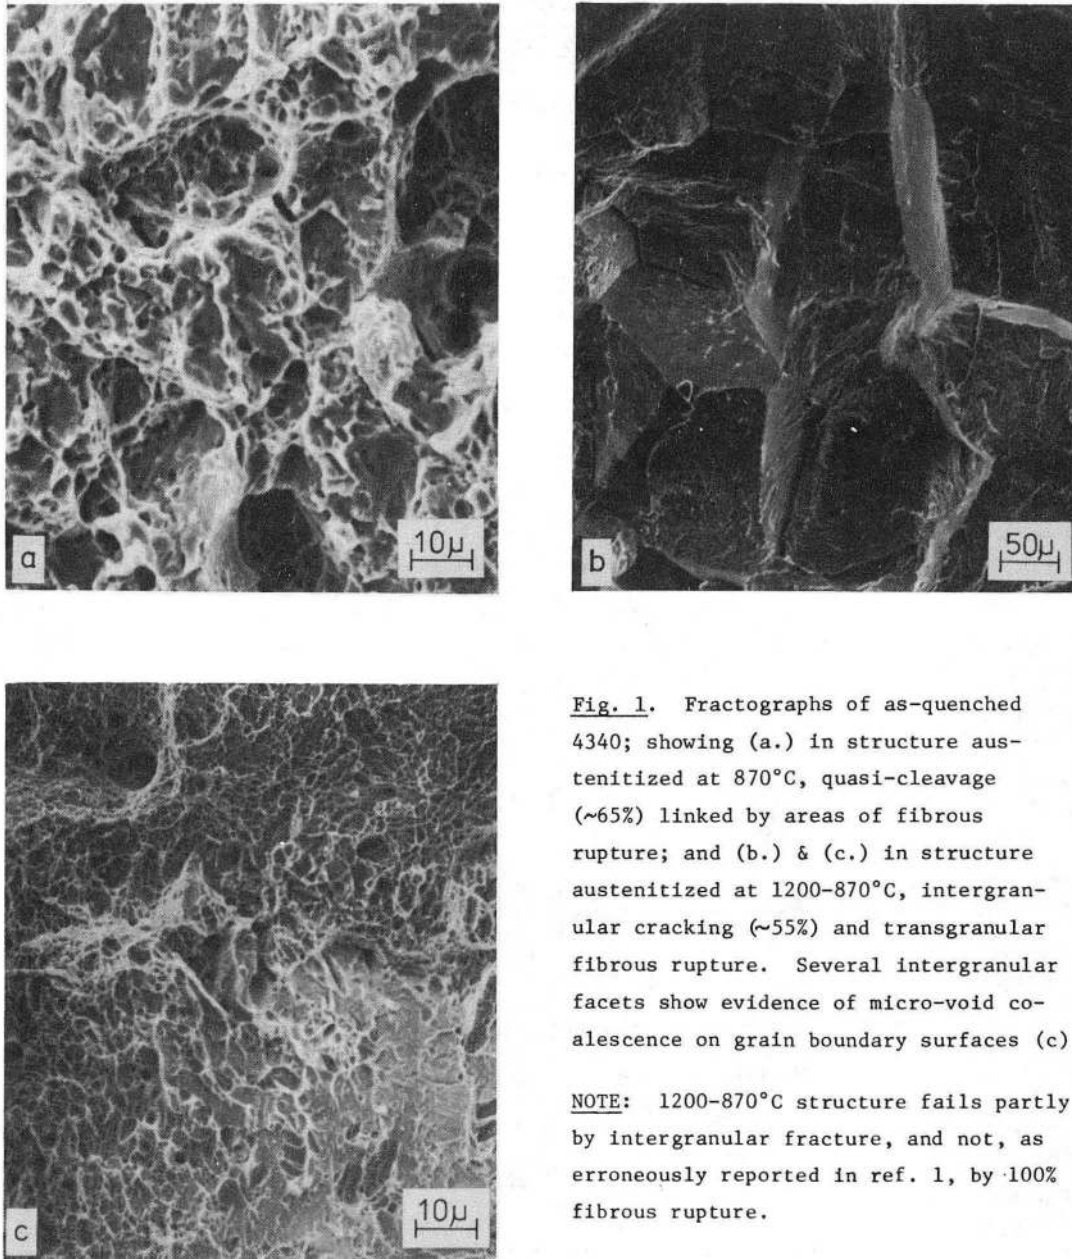 a
10μ
b
50μ
c
10μ
Fig. 1. Fractographs of as-quenched
4340; showing (a.) in structure aus-
tenitized at 870°C, quasi-cleavage
(~65%) linked by areas of fibrous
rupture; and (b.) & (c.) in structure
austenitized at 1200-870°C, intergran-
ular cracking (~55%) and transgranular
fibrous rupture. Several intergranular
facets show evidence of micro-void co-
alescence on grain boundary surfaces (c)
NOTE: 1200-870°C structure fails partly
by intergranular fracture, and not, as
erroneously reported in ref. 1, by 100%
fibrous rupture.